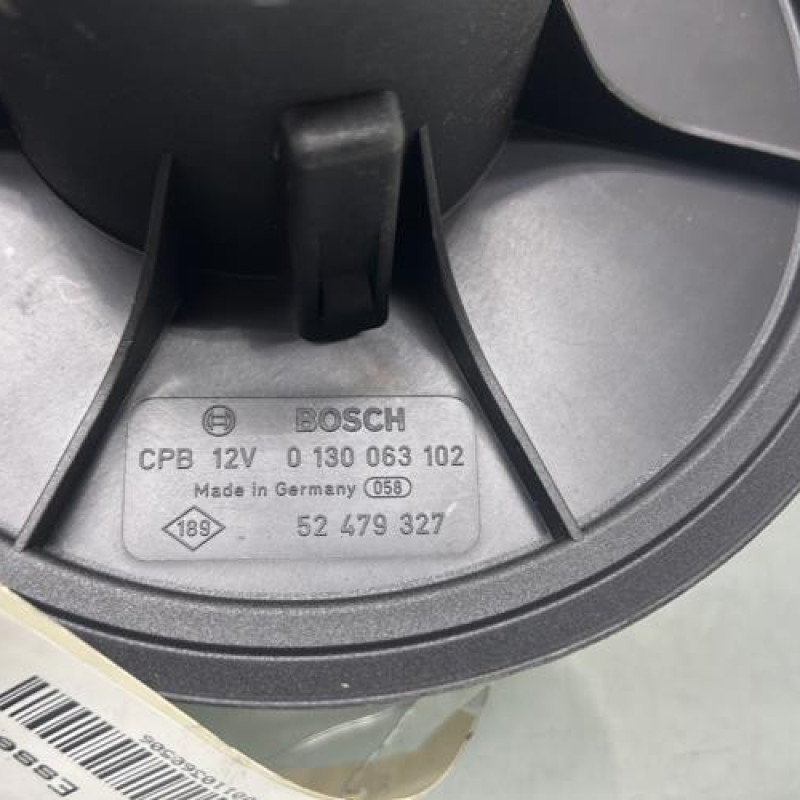 BOSCH
CPB 12V 0 130 063 102
Made in Germany 058
189 52 479 327